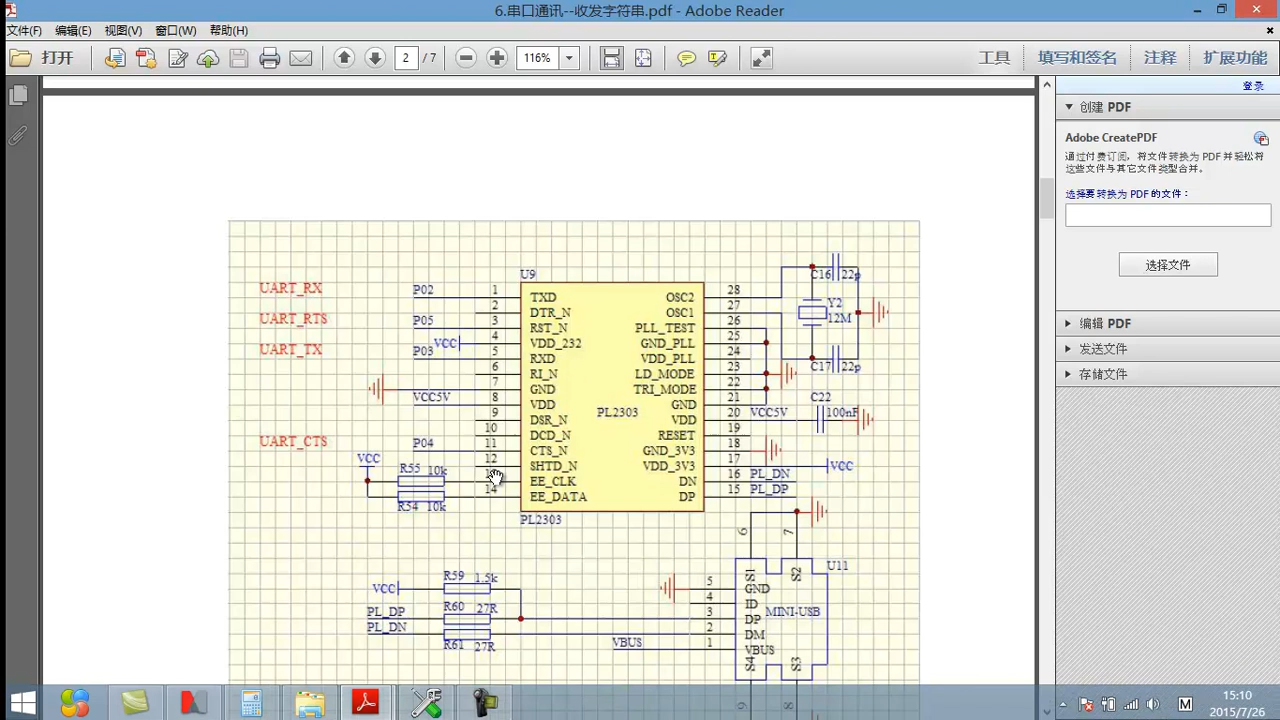 6.串口通讯--收发字符串.pdf - Adobe Reader
文件(F) 编辑(E) 视图(V) 窗口(W) 帮助(H)
打开 2 / 7 116% 工具 填写和签名 注释 扩展功能
登录
创建 PDF
Adobe CreatePDF
通过付费订阅，将文件转换为 PDF 并轻松将
这些文件与其它文件类型合并。
选择要转换为 PDF 的文件：
选择文件
编辑 PDF
发送文件
存储文件
U9
UART_RX P02 1 TXD OSC2 28
2 DTR_N OSC1 27
UART_RTS P05 3 RST_N PLL_TEST 26
VCC 4 VDD_232 GND_PLL 25
UART_TX P03 5 RXD VDD_PLL 24
6 RI_N LD_MODE 23
7 GND TRI_MODE 22
VCC5V 8 VDD GND 21
9 DSR_N VDD 20 VCC5V
10 DCD_N RESET 19
UART_CTS P04 11 CTS_N GND_3V3 18
12 SHTD_N VDD_3V3 17 VCC
EE_CLK DN 16 PL_DN
14 EE_DATA DP 15 PL_DP
PL2303
PL2303
C16 22p
Y2
12M
C17 22p
C22
100nF
VCC
R55 10k
R54 10k
6 7
U11
VCC R59 1.5k
PL_DP R60 27R
PL_DN R61 27R
VBUS
5 GND
4 ID
3 DP
2 DM
1 VBUS
S1 S2
MINI-USB
S4 S3
9 8
M
15:10
2015/7/26